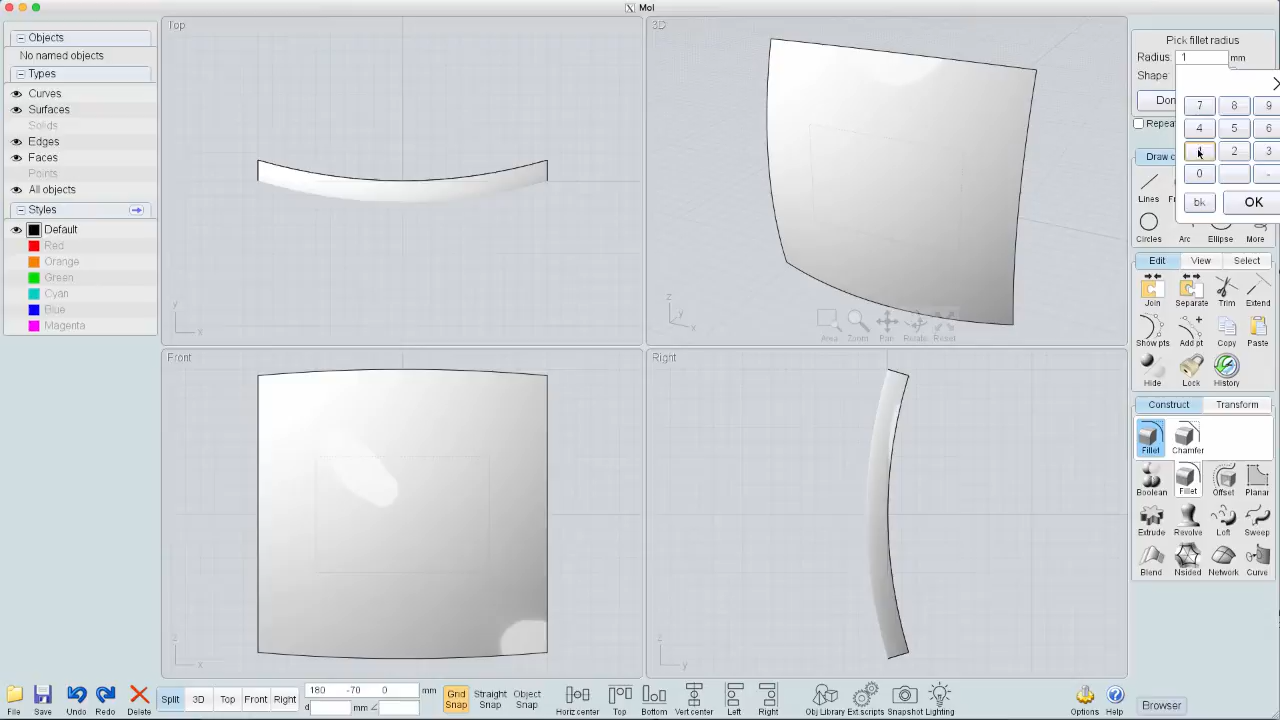 MoI
Objects
No named objects
Types
Curves
Surfaces
Solids
Edges
Faces
Points
All objects
Styles
Default
Red
Orange
Green
Cyan
Blue
Magenta
Top
y
x
3D
z
y
x
Area Zoom Pan Rotate Reset
Front
z
x
Right
z
y
Pick fillet radius
Radius: 1 mm
Shape
Don
Repea
7 8 9
4 5 6
2 3
0 -
bk OK
Draw c
Lines
Circles Arc Ellipse More
Edit View Select
Join Separate Trim Extend
Show pts Add pt Copy Paste
Hide Lock History
Construct Transform
Fillet Chamfer
Boolean Fillet Offset Planar
Extrude Revolve Loft Sweep
Blend Nsided Network Curve
File Save Undo Redo Delete
Split 3D Top Front Right
180 -70 0 mm
d mm
Grid Snap Straight Snap Object Snap
Horiz center Top Bottom Vert center Left Right
Obj Library Ext scripts Snapshot Lighting
Options Help
Browser